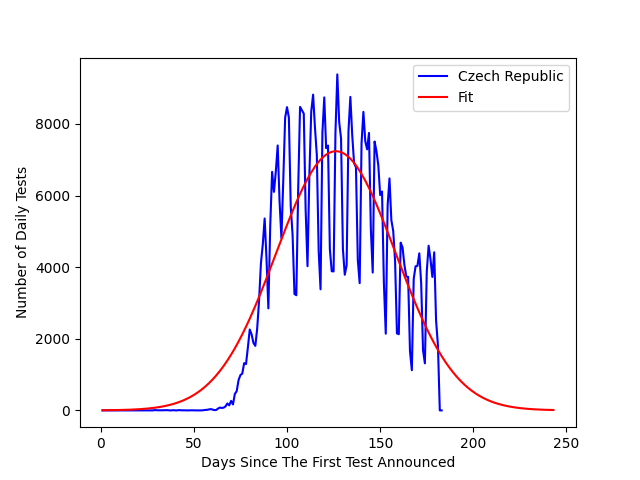 Czech Republic
Fit
8000
6000
4000
2000
0
Number of Daily Tests
0 50 100 150 200 250
Days Since The First Test Announced